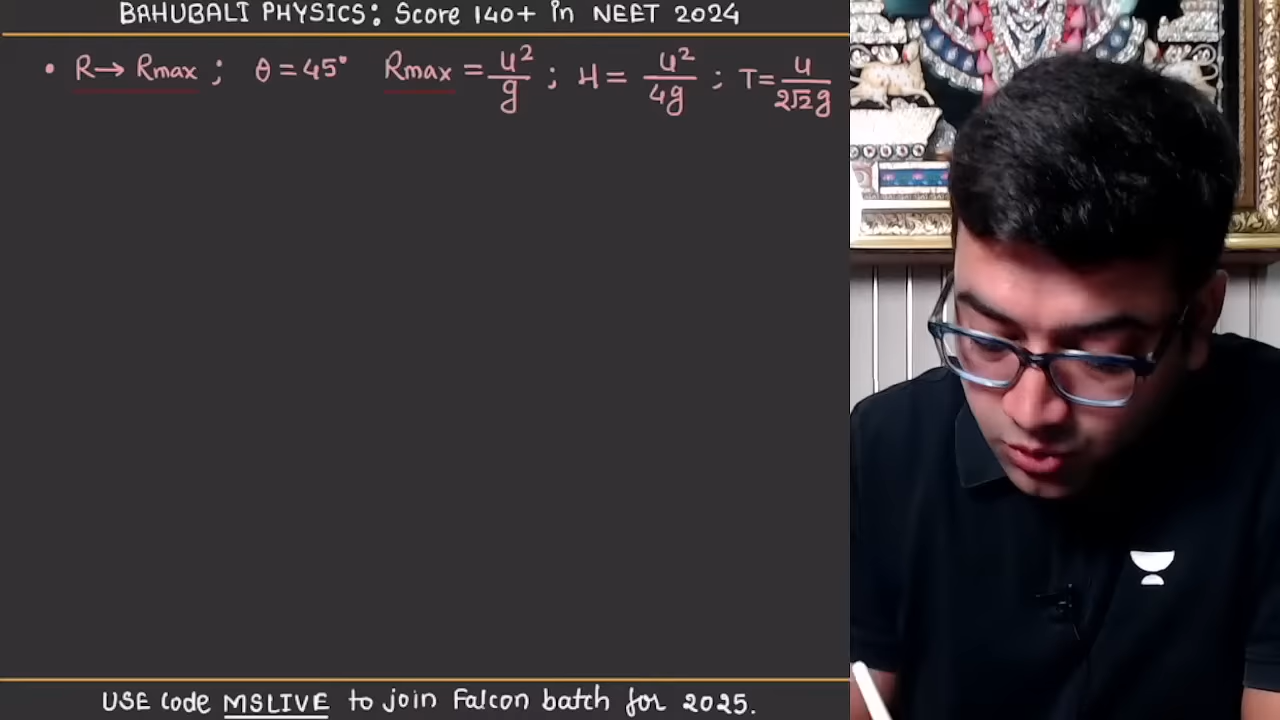 BAHUBALI PHYSICS: Score 140+ in NEET 2024
• R→ Rmax ; θ = 45° Rmax = u²/g ; H = u²/4g ; T = u/2√2g
USE Code MSLIVE to join Falcon batch for 2025.